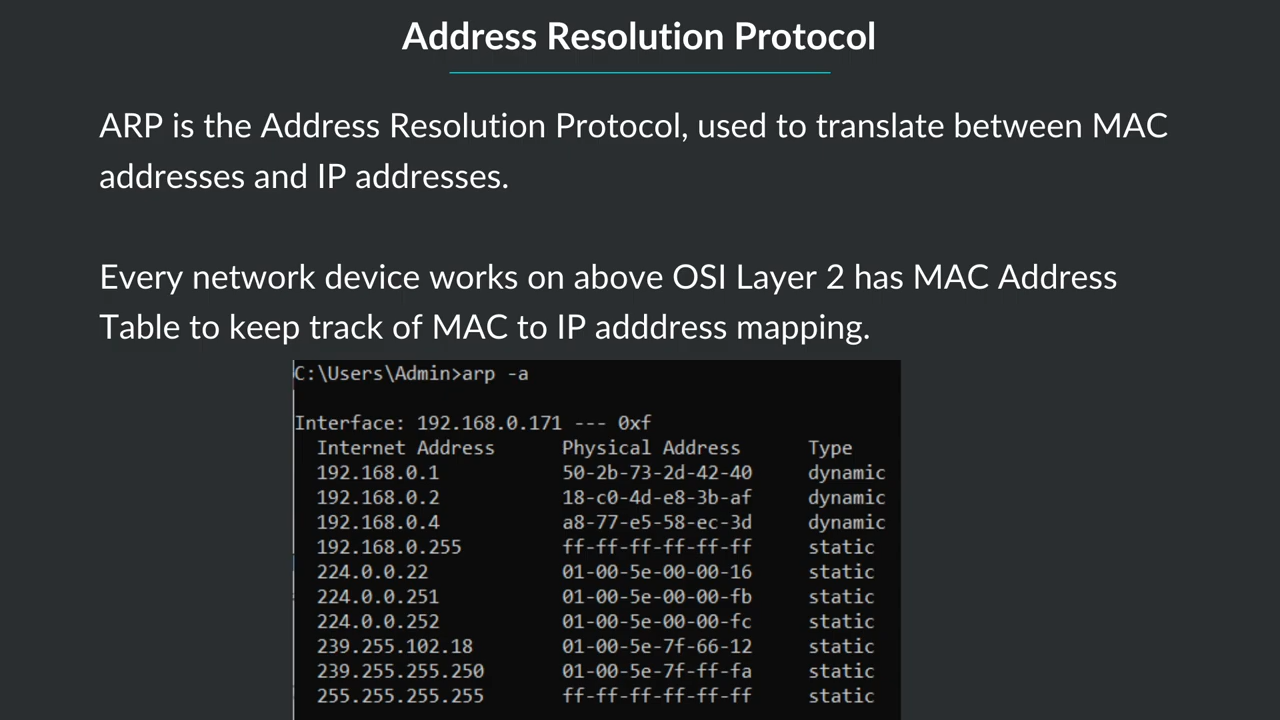 Address Resolution Protocol
ARP is the Address Resolution Protocol, used to translate between MAC
addresses and IP addresses.
Every network device works on above OSI Layer 2 has MAC Address
Table to keep track of MAC to IP adddress mapping.
C:\Users\Admin>arp -a
Interface: 192.168.0.171 --- 0xf
Internet Address Physical Address Type
192.168.0.1 50-2b-73-2d-42-40 dynamic
192.168.0.2 18-c0-4d-e8-3b-af dynamic
192.168.0.4 a8-77-e5-58-ec-3d dynamic
192.168.0.255 ff-ff-ff-ff-ff-ff static
224.0.0.22 01-00-5e-00-00-16 static
224.0.0.251 01-00-5e-00-00-fb static
224.0.0.252 01-00-5e-00-00-fc static
239.255.102.18 01-00-5e-7f-66-12 static
239.255.255.250 01-00-5e-7f-ff-fa static
255.255.255.255 ff-ff-ff-ff-ff-ff static